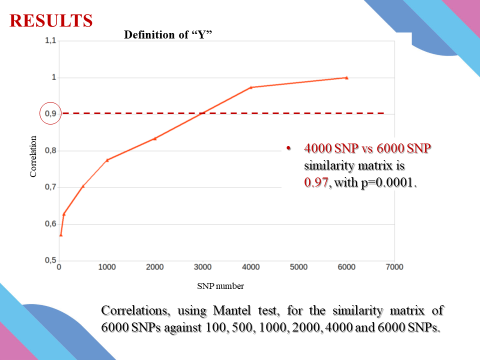 RESULTS
Definition of “Y”
1,1
1
0,9
0,8
0,7
0,6
0,5
Correlation
0 1000 2000 3000 4000 5000 6000 7000
SNP number
• 4000 SNP vs 6000 SNP
similarity matrix is
0.97, with p=0.0001.
Correlations, using Mantel test, for the similarity matrix of
6000 SNPs against 100, 500, 1000, 2000, 4000 and 6000 SNPs.